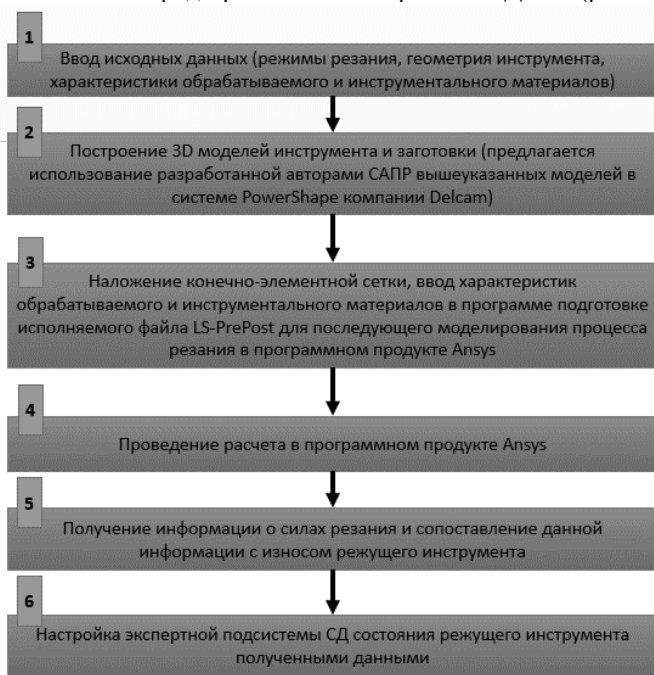 1
Ввод исходных данных (режимы резания, геометрия инструмента,
характеристики обрабатываемого и инструментального материалов)
2
Построение 3D моделей инструмента и заготовки (предлагается
использование разработанной авторами САПР вышеуказанных моделей в
системе PowerShape компании Delcam)
3
Наложение конечно-элементной сетки, ввод характеристик
обрабатываемого и инструментального материалов в программе подготовке
исполняемого файла LS-PrePost для последующего моделирования процесса
резания в программном продукте Ansys
4
Проведение расчета в программном продукте Ansys
5
Получение информации о силах резания и сопоставление данной
информации с износом режущего инструмента
6
Настройка экспертной подсистемы СД состояния режущего инструмента
полученными данными